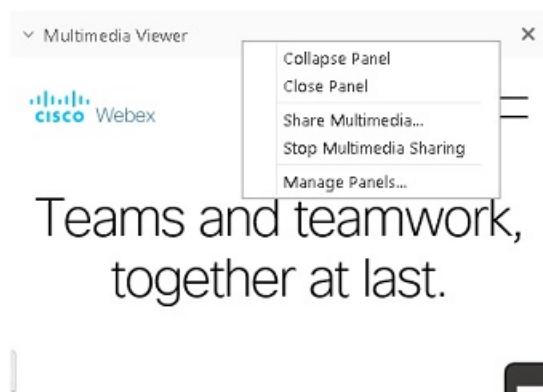 Multimedia Viewer
Collapse Panel
Close Panel
Share Multimedia...
Stop Multimedia Sharing
Manage Panels...
CISCO Webex
Teams and teamwork,
together at last.